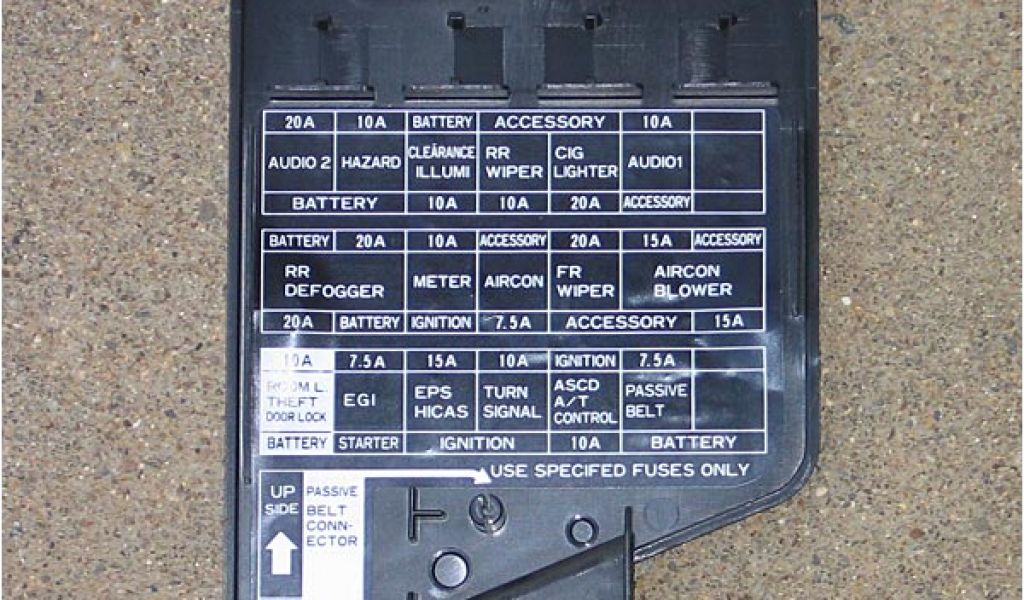 20A 10A BATTERY ACCESSORY 10A
AUDIO 2 HAZARD CLEARANCE ILLUMI RR WIPER CIG LIGHTER AUDIO1
BATTERY 10A 10A 20A ACCESSORY
BATTERY 20A 10A ACCESSORY 20A 15A ACCESSORY
RR DEFOGGER METER AIRCON FR WIPER AIRCON BLOWER
20A BATTERY IGNITION 7.5A ACCESSORY 15A
10A 7.5A 15A 10A IGNITION 7.5A
ROOM L. THEFT DOOR LOCK EGI EPS HICAS TURN SIGNAL ASCD A/T CONTROL PASSIVE BELT
BATTERY STARTER IGNITION 10A BATTERY
USE SPECIFED FUSES ONLY
UP SIDE
PASSIVE
BELT
CONN-
ECTOR